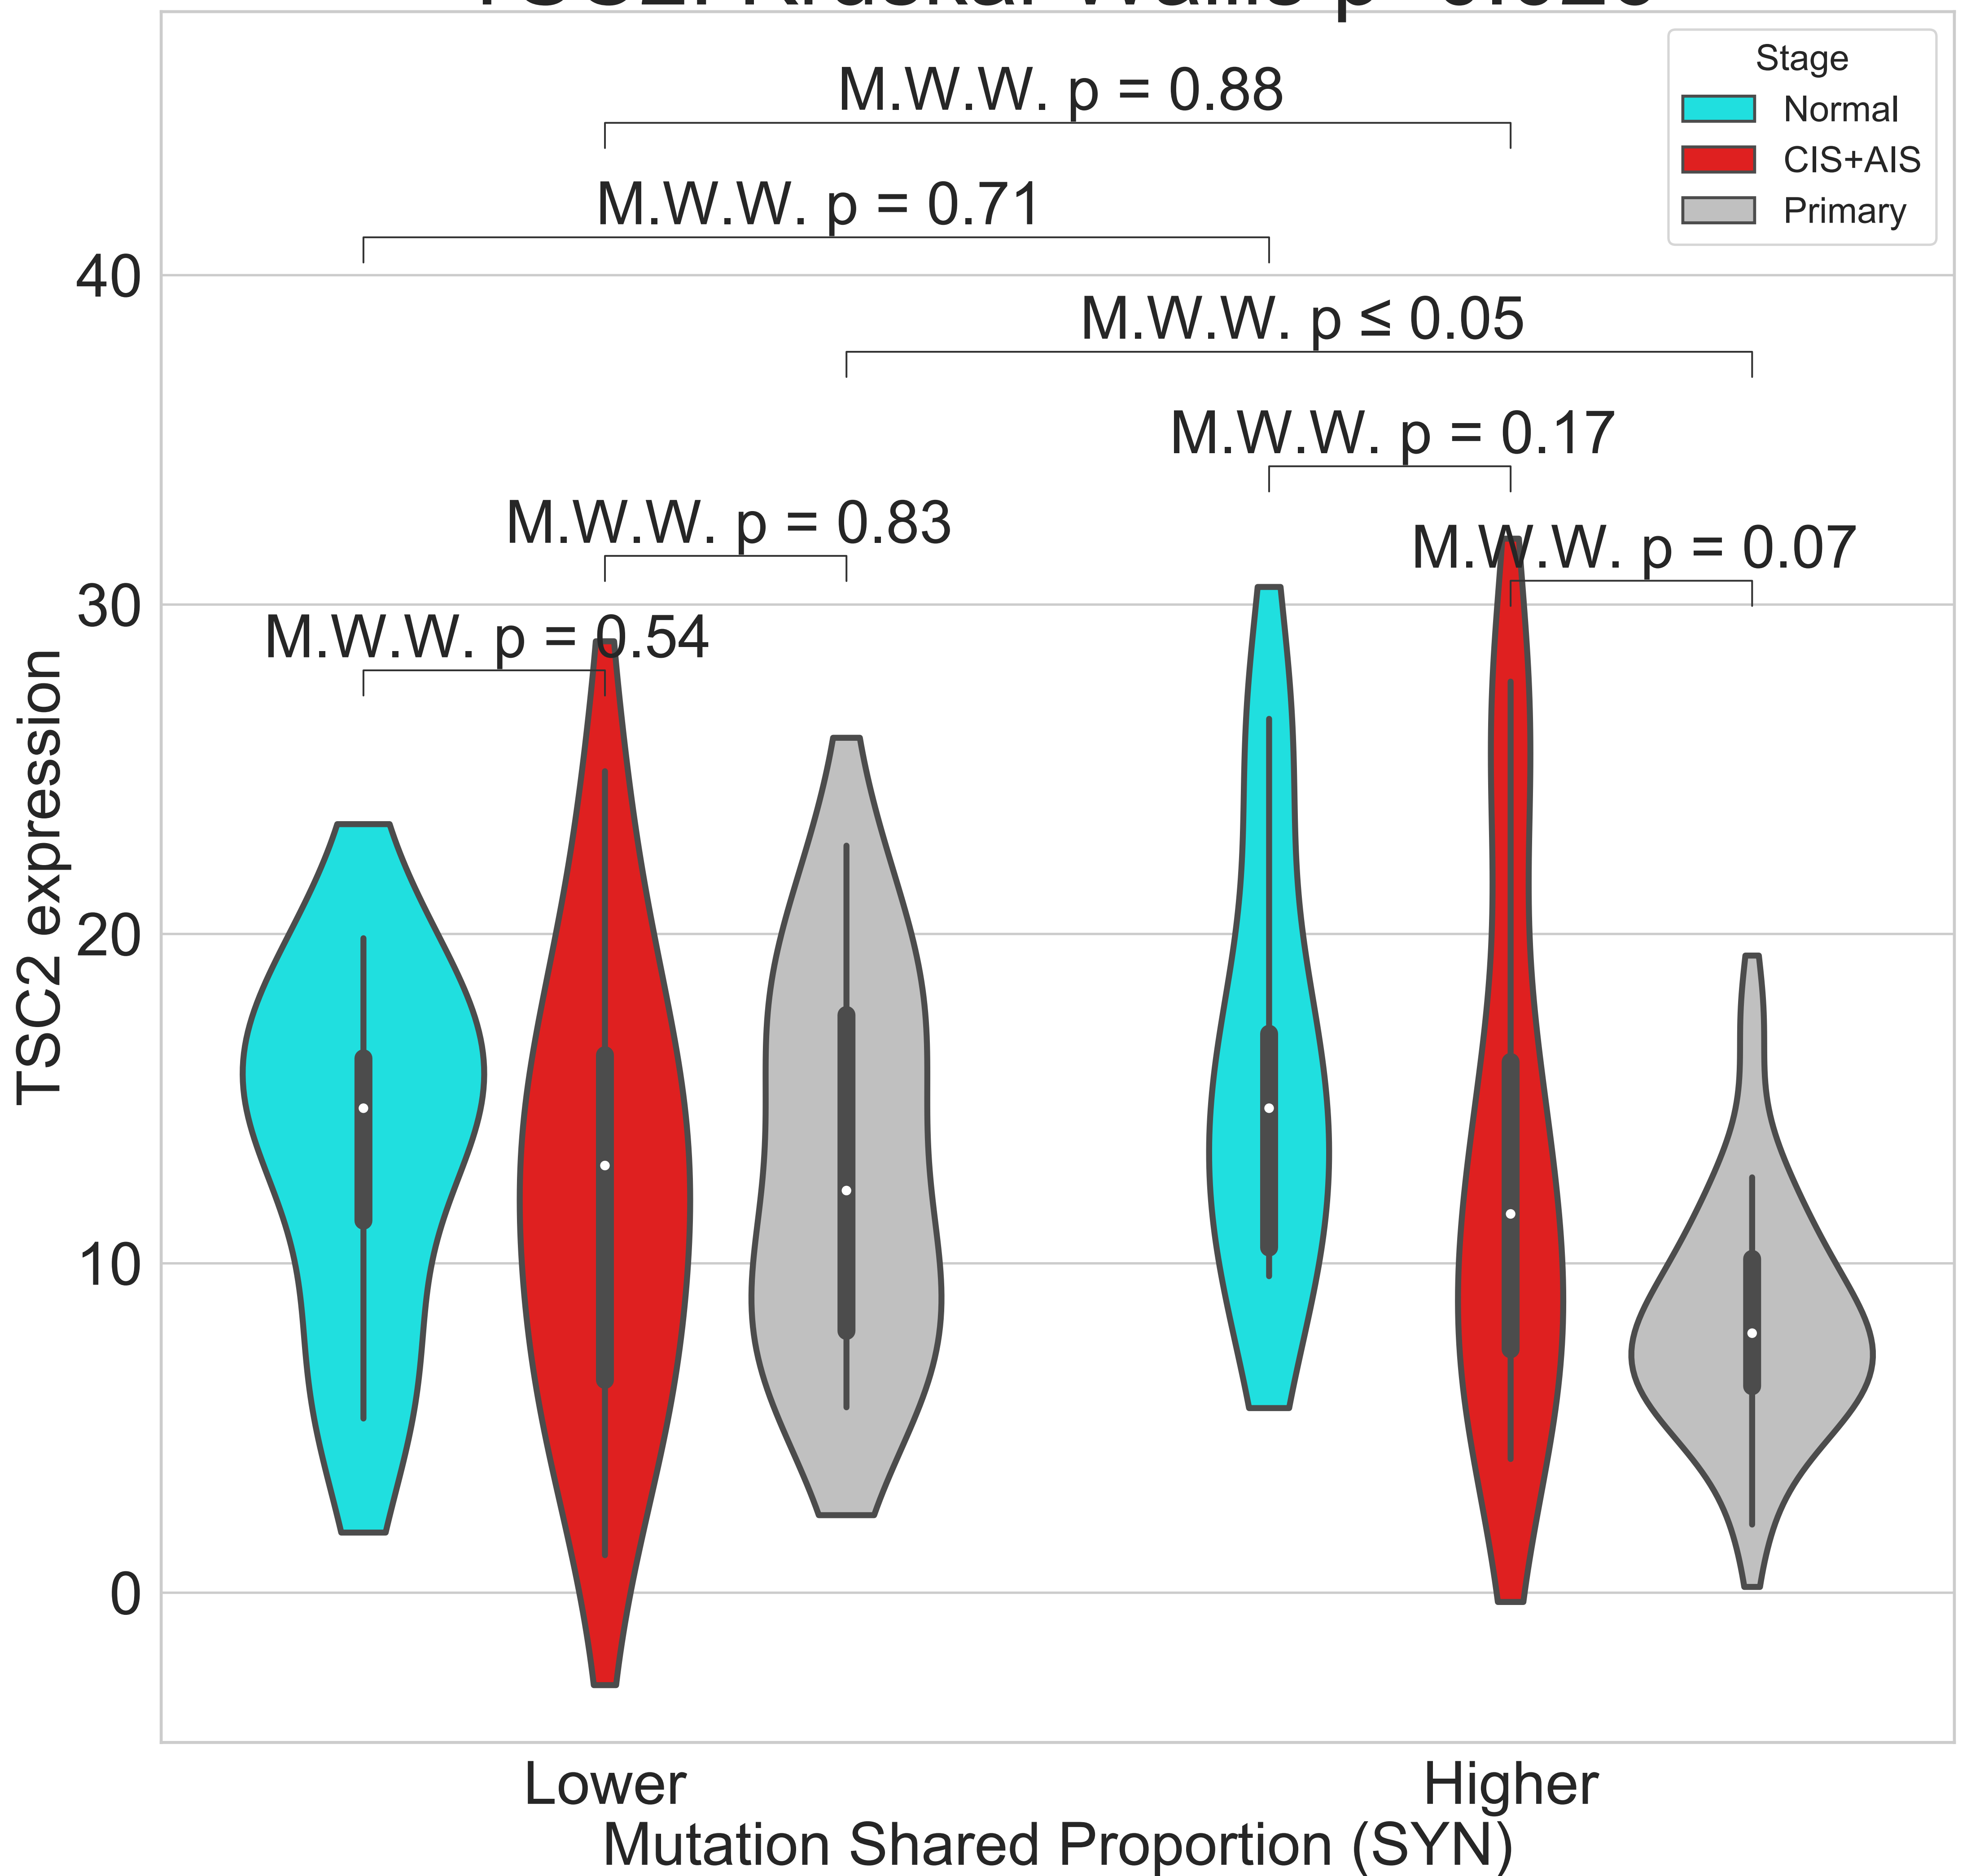 Stage
Normal
CIS+AIS
Primary
M.W.W. p = 0.88
M.W.W. p = 0.71
M.W.W. p ≤ 0.05
M.W.W. p = 0.17
M.W.W. p = 0.83
M.W.W. p = 0.07
M.W.W. p = 0.54
40
30
20
10
0
TSC2 expression
Lower
Higher
Mutation Shared Proportion (SYN)